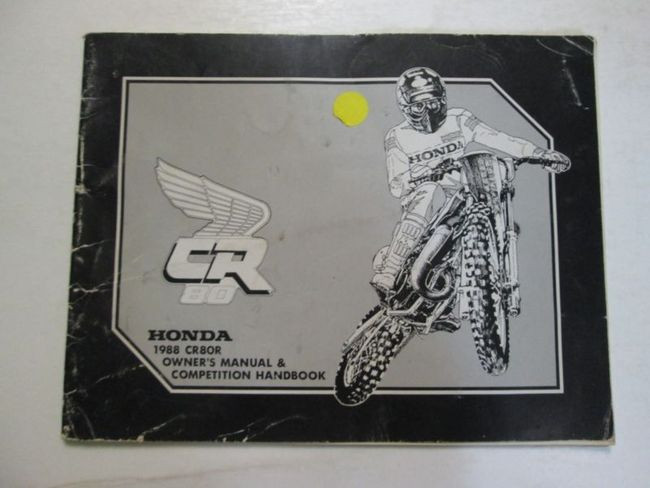 HONDA
CR
80
HONDA
1988 CR80R
OWNER'S MANUAL &
COMPETITION HANDBOOK